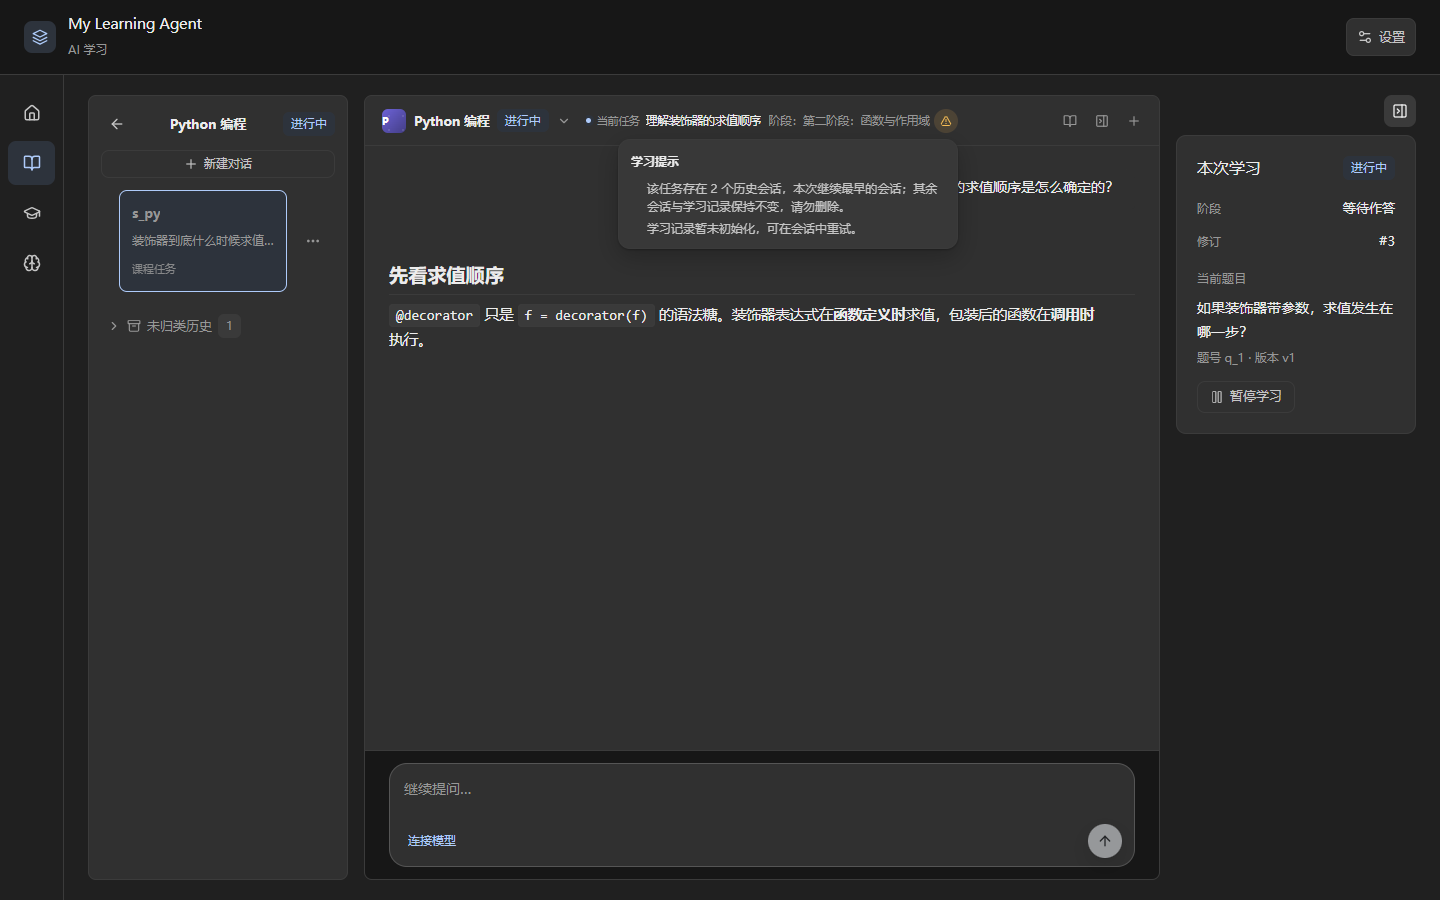 My Learning Agent
AI 学习
设置
Python 编程
进行中
新建对话
s_py
装饰器到底什么时候求值...
课程任务
未归类历史 1
P
Python 编程
进行中
当前任务 理解装饰器的求值顺序 阶段：第二阶段：函数与作用域
学习提示
该任务存在 2 个历史会话，本次继续最早的会话；其余
会话与学习记录保持不变，请勿删除。
学习记录暂未初始化，可在会话中重试。
的求值顺序是怎么确定的？
先看求值顺序
@decorator 只是 f = decorator(f) 的语法糖。装饰器表达式在函数定义时求值，包装后的函数在调用时
执行。
继续提问...
连接模型
本次学习
进行中
阶段
等待作答
修订
#3
当前题目
如果装饰器带参数，求值发生在
哪一步？
题号 q_1 · 版本 v1
暂停学习